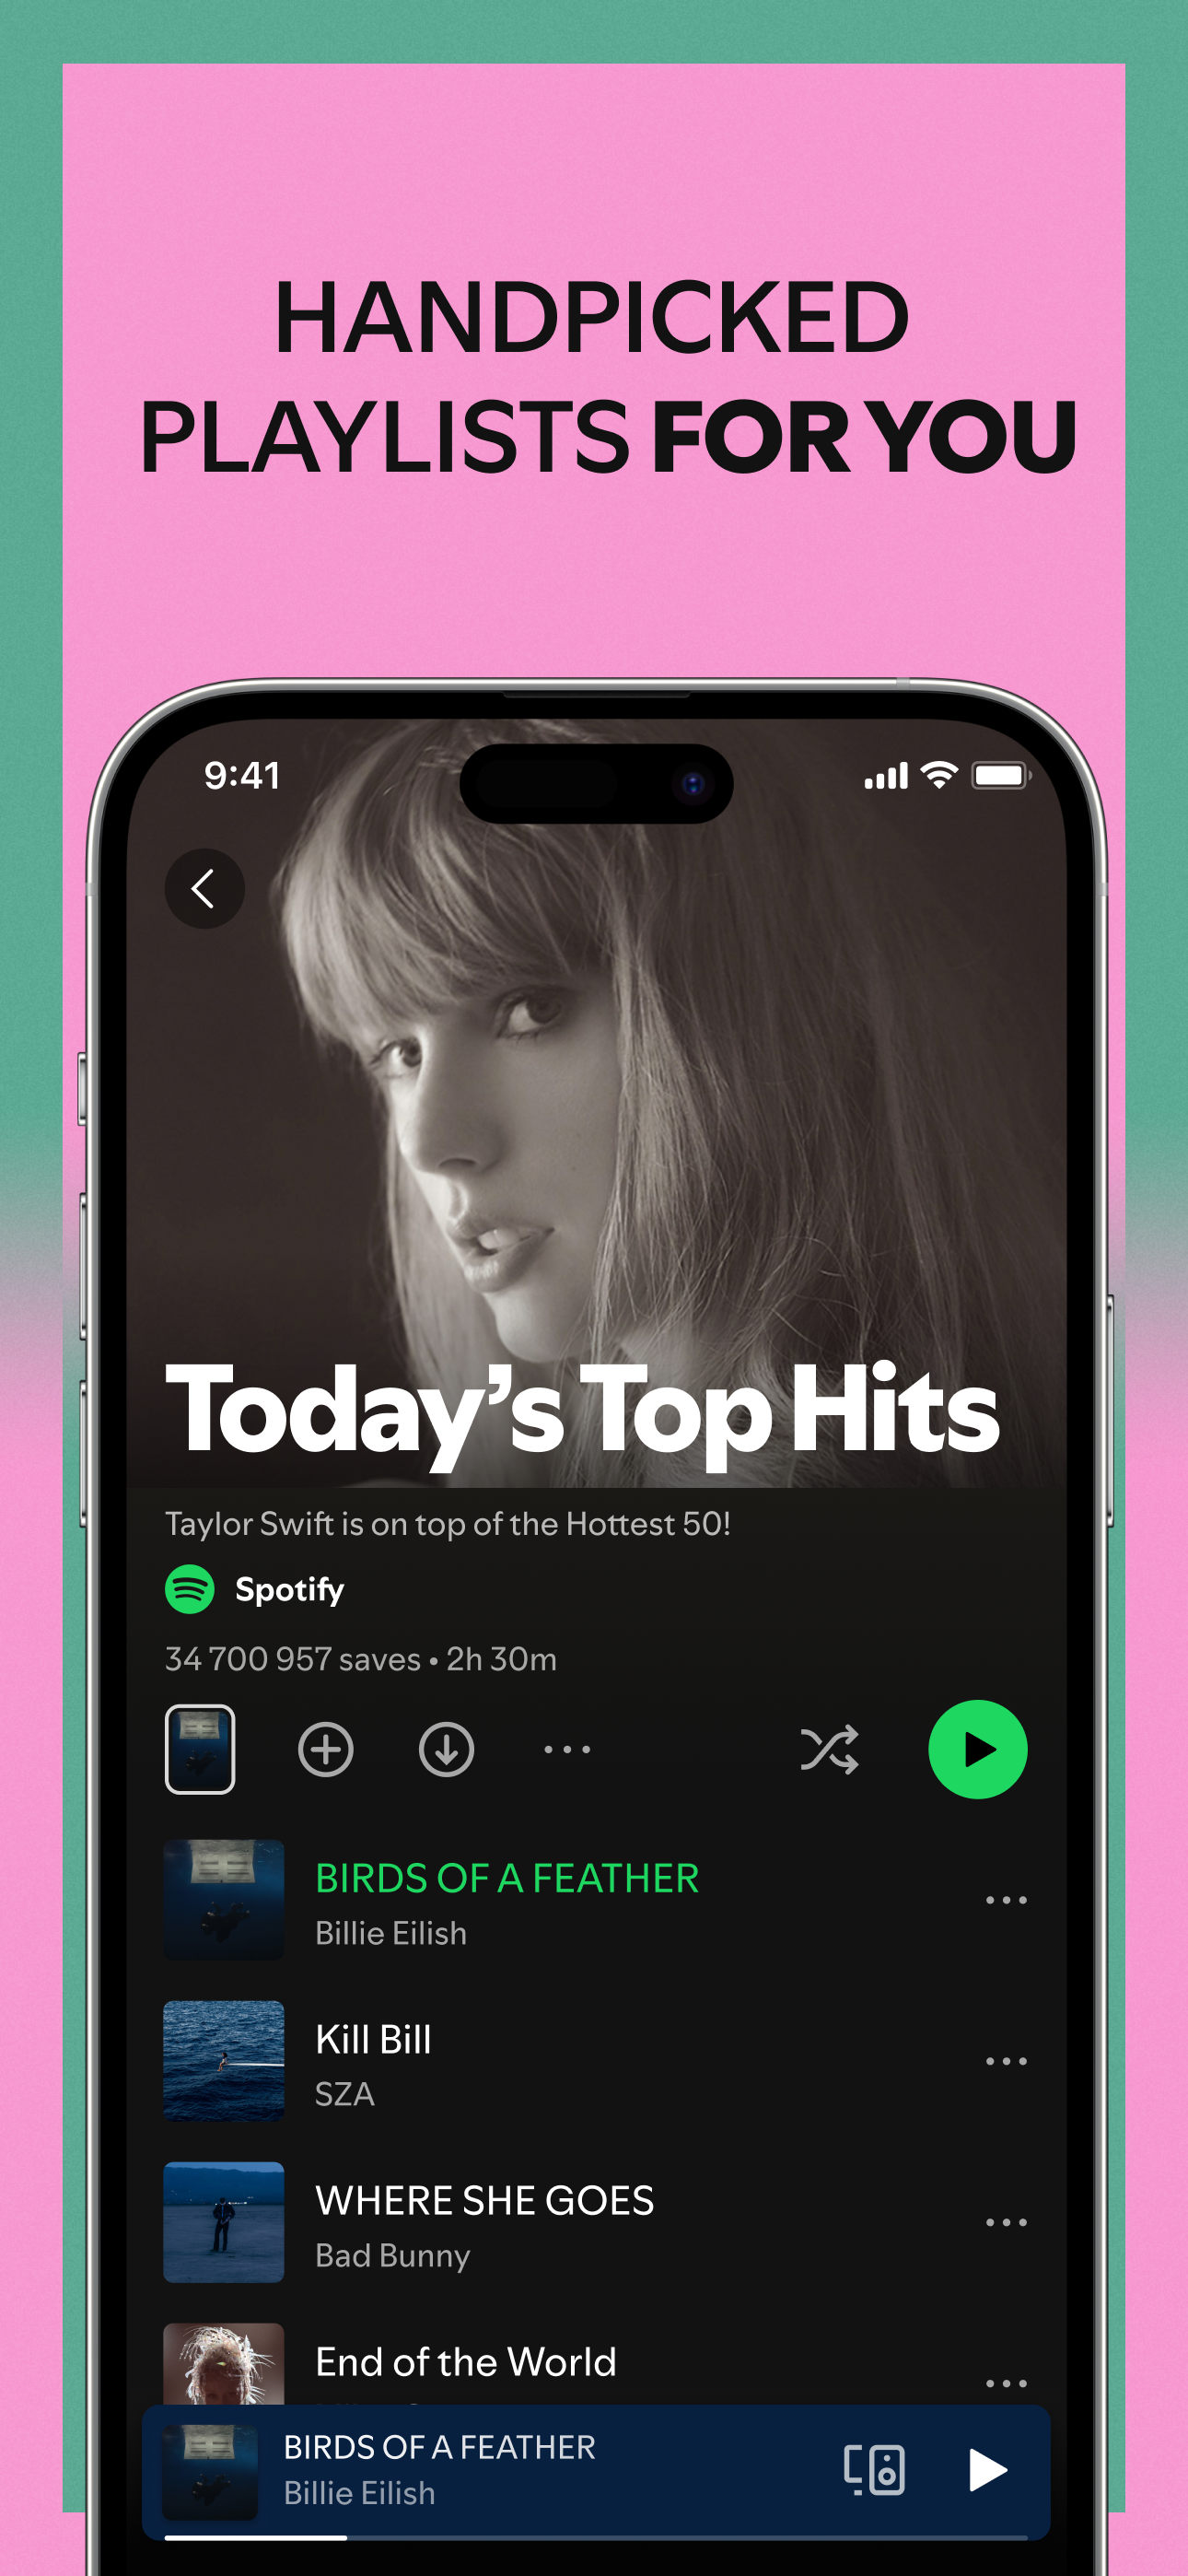 HANDPICKED
PLAYLISTS FOR YOU
9:41
Today’s Top Hits
Taylor Swift is on top of the Hottest 50!
Spotify
34 700 957 saves • 2h 30m
BIRDS OF A FEATHER
Billie Eilish
Kill Bill
SZA
WHERE SHE GOES
Bad Bunny
End of the World
BIRDS OF A FEATHER
Billie Eilish